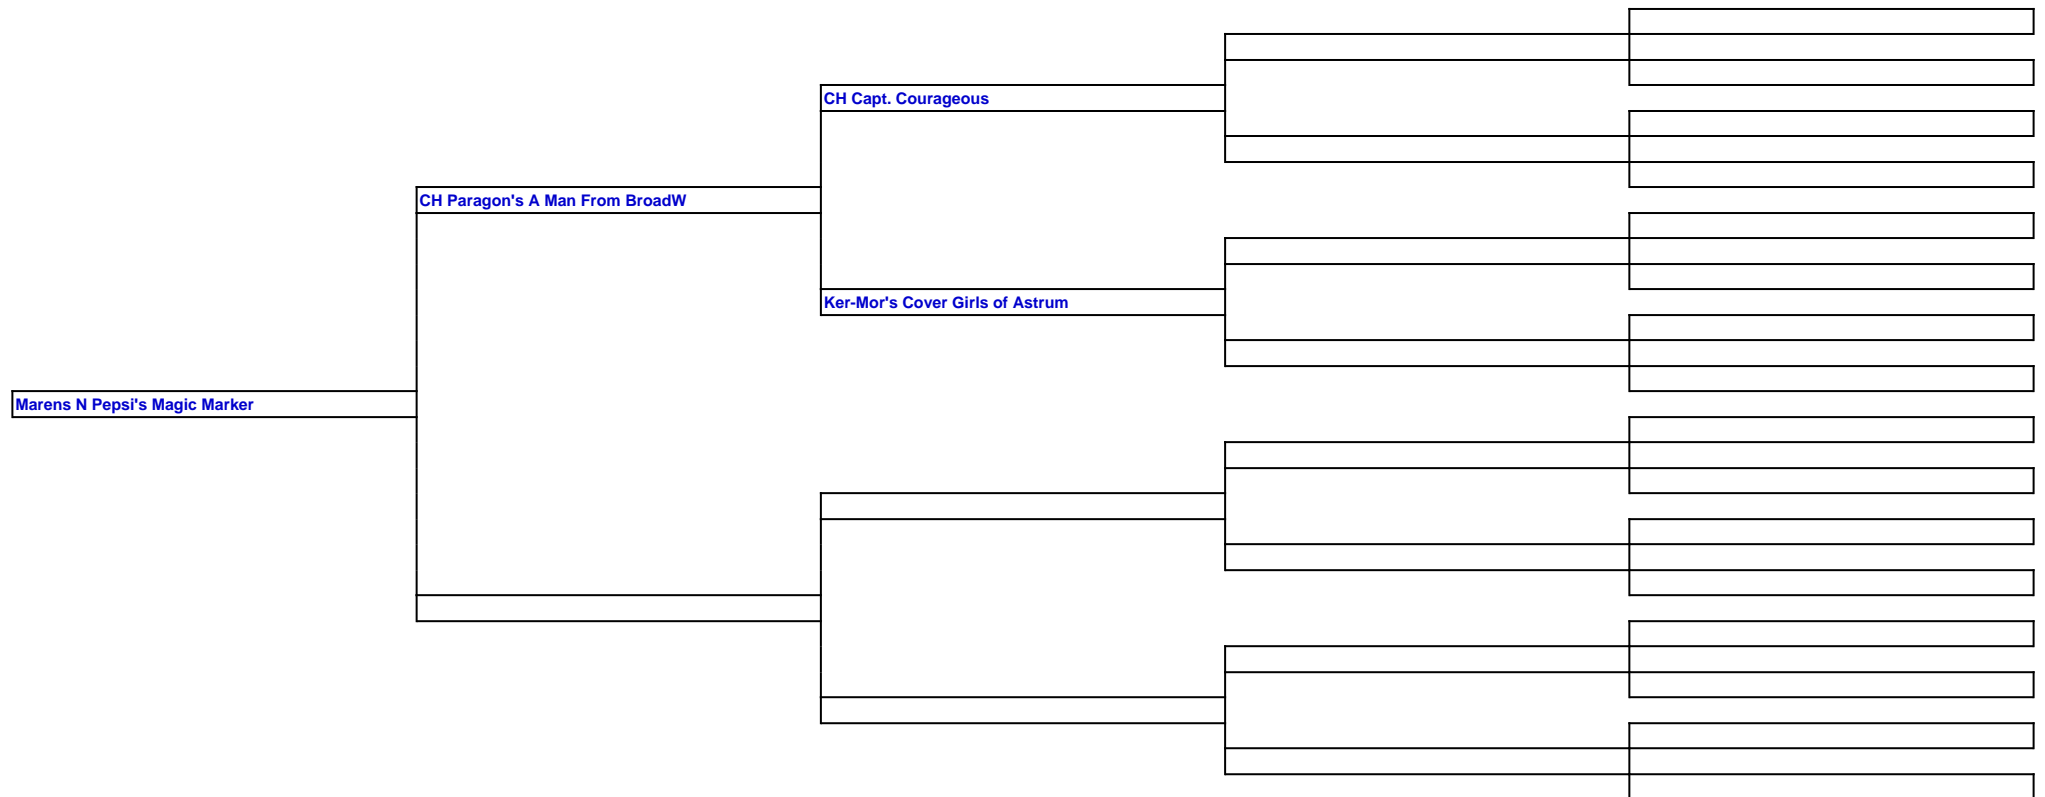 CH Capt. Courageous
CH Paragon's A Man From BroadW
Ker-Mor's Cover Girls of Astrum
Marens N Pepsi's Magic Marker